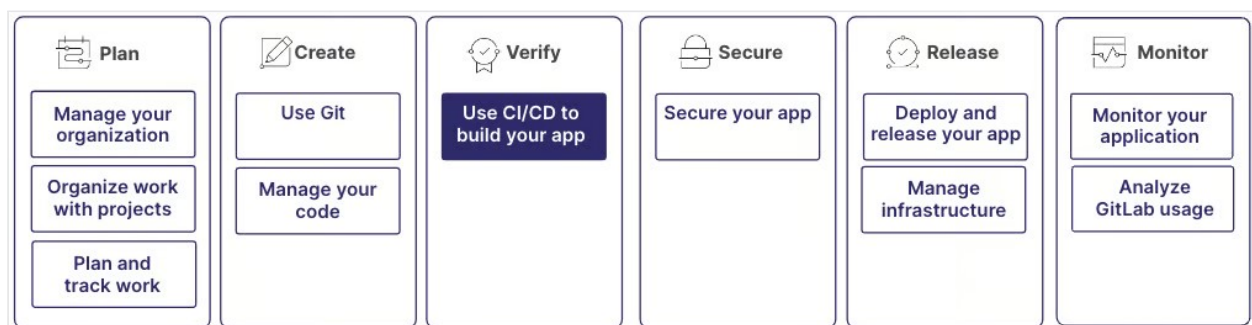 Plan
Manage your
organization
Organize work
with projects
Plan and
track work
Create
Use Git
Manage your
code
Verify
Use CI/CD to
build your app
Secure
Secure your app
Release
Deploy and
release your app
Manage
infrastructure
Monitor
Monitor your
application
Analyze
GitLab usage